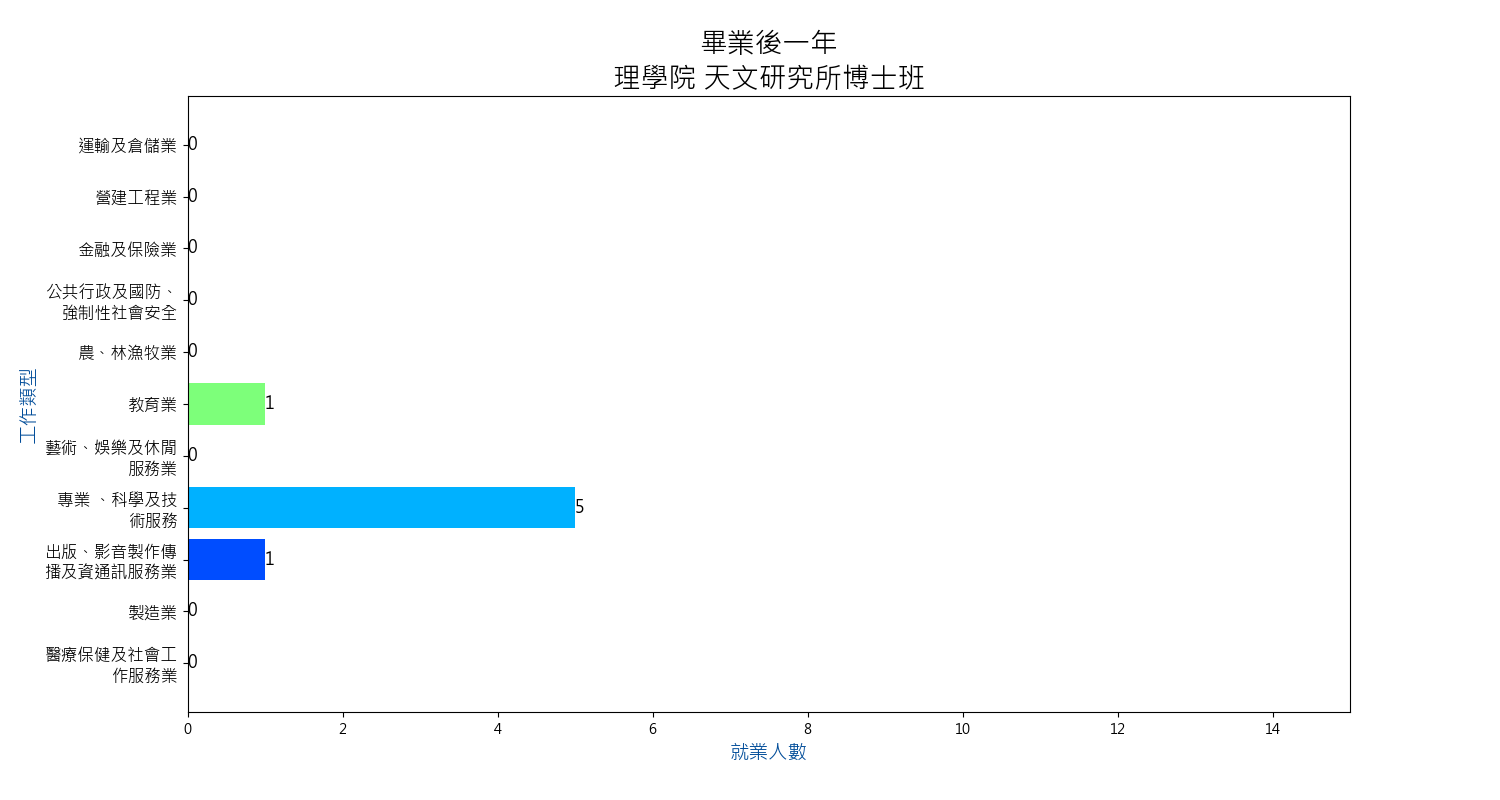 畢業後一年
理學院 天文研究所博士班
運輸及倉儲業
0
營建工程業
0
金融及保險業
0
公共行政及國防、
強制性社會安全
0
農、林漁牧業
0
教育業
1
藝術、娛樂及休閒
服務業
0
專業 、科學及技
術服務
5
出版、影音製作傳
播及資通訊服務業
1
製造業
0
醫療保健及社會工
作服務業
0
工作類型
0 2 4 6 8 10 12 14
就業人數